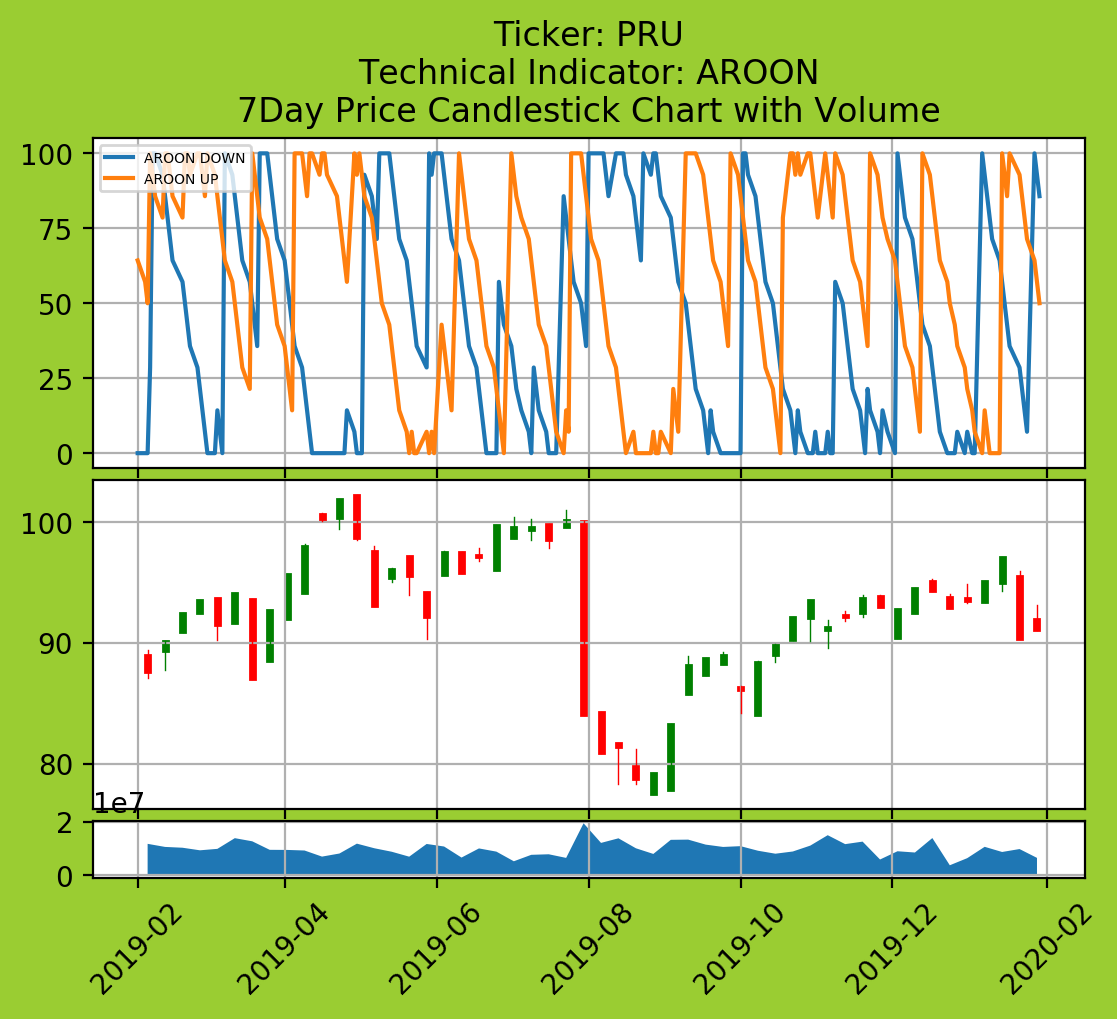 Ticker: PRU
Technical Indicator: AROON
7Day Price Candlestick Chart with Volume
100
75
50
25
0
AROON DOWN
AROON UP
100
90
80
1e7
2
0
2019-02
2019-04
2019-06
2019-08
2019-10
2019-12
2020-02